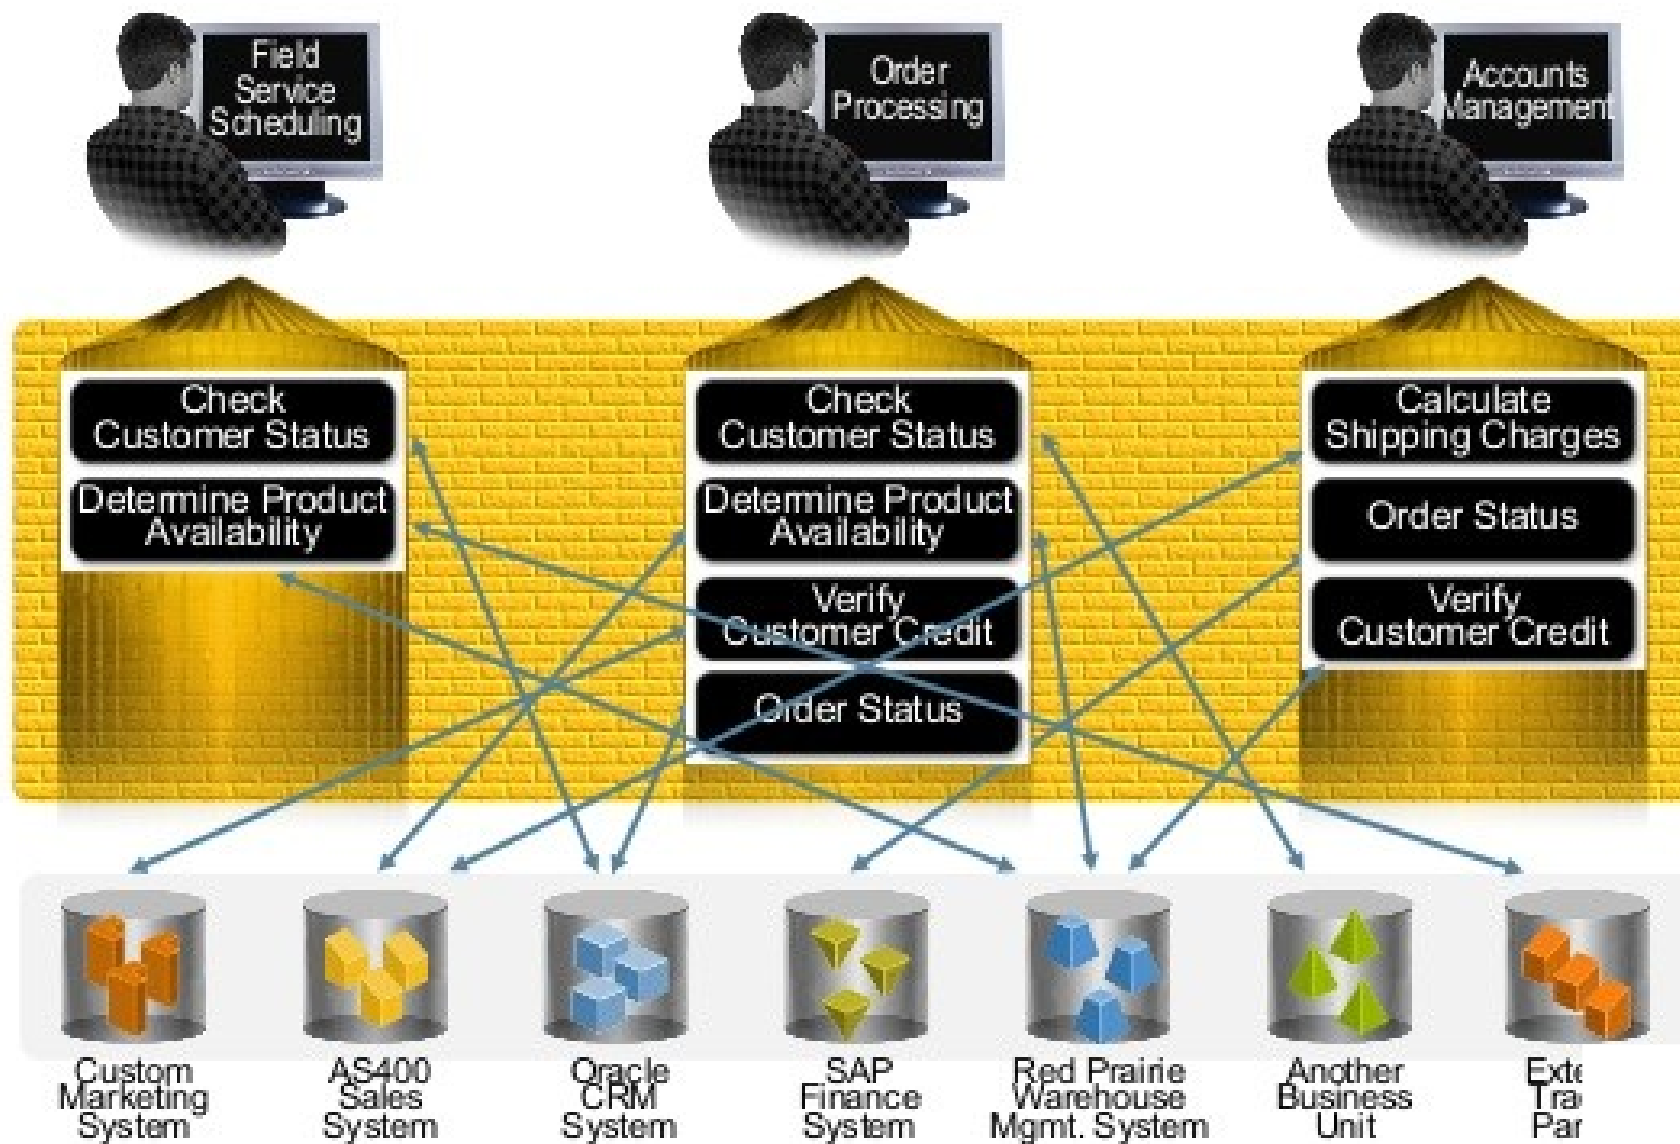 Field
Service
Scheduling
Order
Processing
Accounts
Management
Check
Customer Status
Determine Product
Availability
Check
Customer Status
Determine Product
Availability
Verify
Customer Credit
Order Status
Calculate
Shipping Charges
Order Status
Verify
Customer Credit
Custom
Marketing
System
AS400
Sales
System
Oracle
CRM
System
SAP
Finance
System
Red Prairie
Warehouse
Mgmt. System
Another
Business
Unit